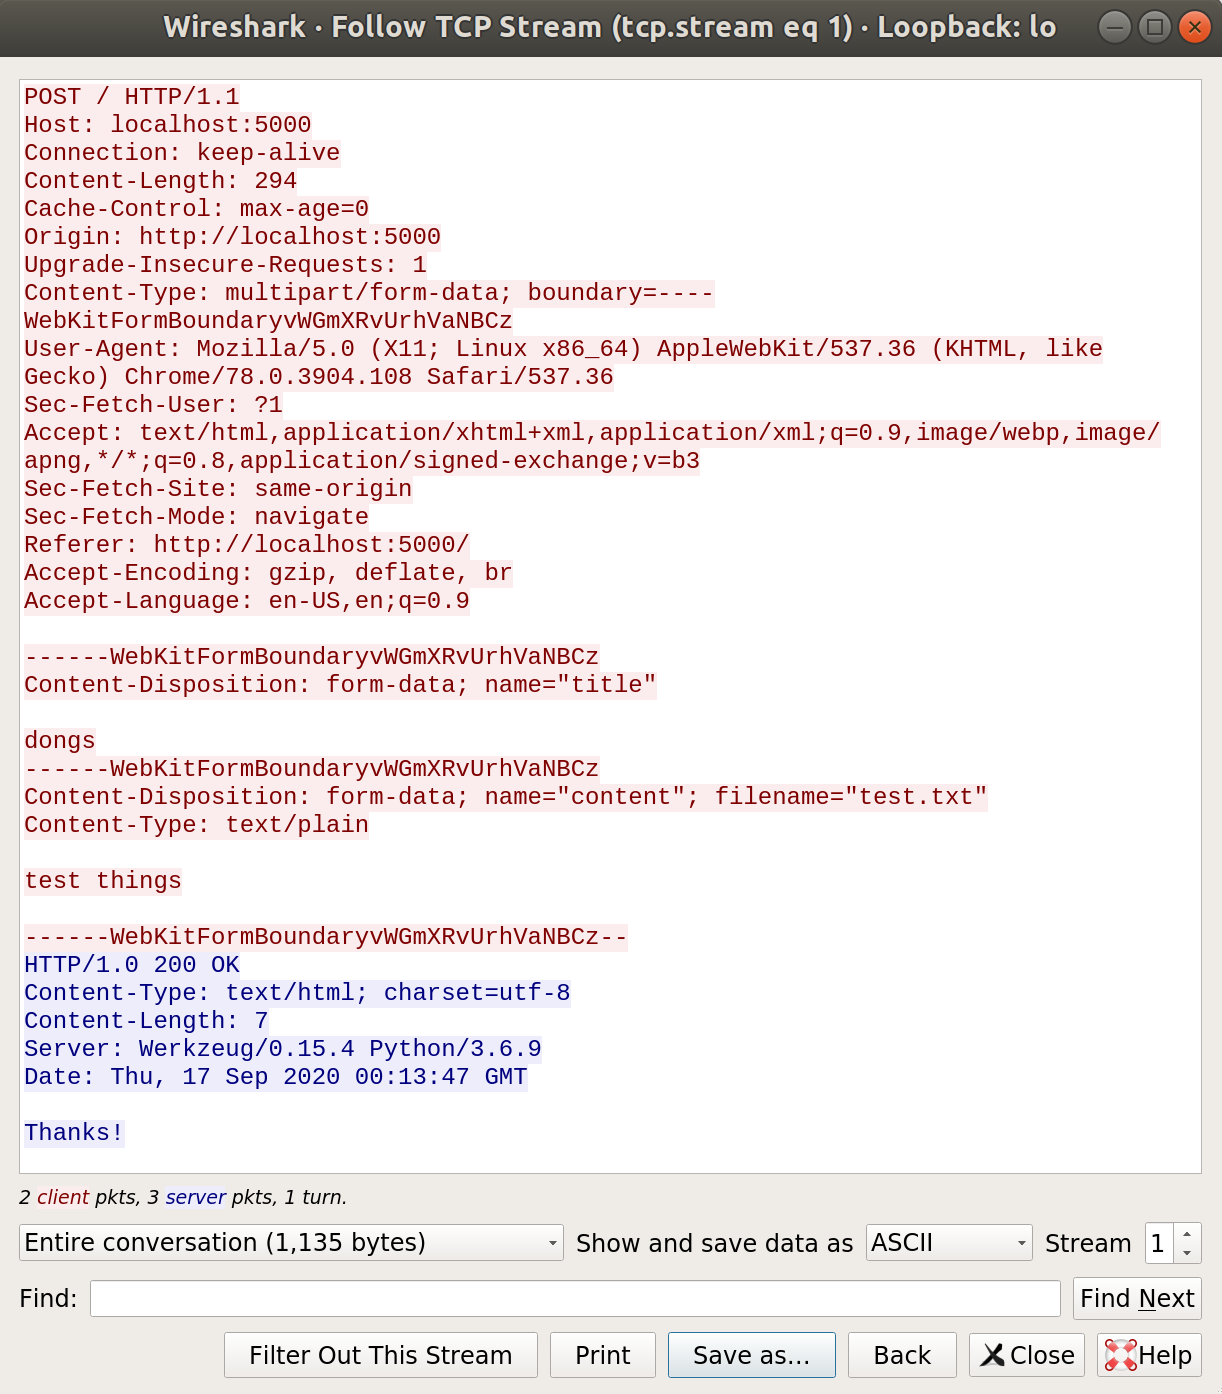 Wireshark · Follow TCP Stream (tcp.stream eq 1) · Loopback: lo
POST / HTTP/1.1
Host: localhost:5000
Connection: keep-alive
Content-Length: 294
Cache-Control: max-age=0
Origin: http://localhost:5000
Upgrade-Insecure-Requests: 1
Content-Type: multipart/form-data; boundary=----
WebKitFormBoundaryvWGmXRvUrhVaNBCz
User-Agent: Mozilla/5.0 (X11; Linux x86_64) AppleWebKit/537.36 (KHTML, like
Gecko) Chrome/78.0.3904.108 Safari/537.36
Sec-Fetch-User: ?1
Accept: text/html,application/xhtml+xml,application/xml;q=0.9,image/webp,image/
apng,*/*;q=0.8,application/signed-exchange;v=b3
Sec-Fetch-Site: same-origin
Sec-Fetch-Mode: navigate
Referer: http://localhost:5000/
Accept-Encoding: gzip, deflate, br
Accept-Language: en-US,en;q=0.9
------WebKitFormBoundaryvWGmXRvUrhVaNBCz
Content-Disposition: form-data; name="title"
dongs
------WebKitFormBoundaryvWGmXRvUrhVaNBCz
Content-Disposition: form-data; name="content"; filename="test.txt"
Content-Type: text/plain
test things
------WebKitFormBoundaryvWGmXRvUrhVaNBCz--
HTTP/1.0 200 OK
Content-Type: text/html; charset=utf-8
Content-Length: 7
Server: Werkzeug/0.15.4 Python/3.6.9
Date: Thu, 17 Sep 2020 00:13:47 GMT
Thanks!
2 client pkts, 3 server pkts, 1 turn.
Entire conversation (1,135 bytes) Show and save data as ASCII Stream 1
Find: Find Next
Filter Out This Stream Print Save as... Back Close Help